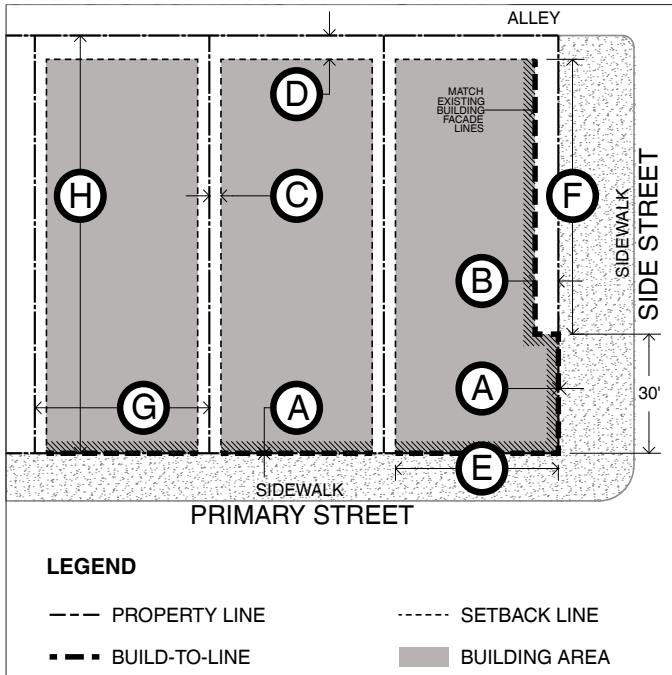 ALLEY
D
MATCH
EXISTING
BUILDING
FACADE
LINES
H
C
F
SIDEWALK
SIDE STREET
B
A
30'
G
A
E
SIDEWALK
PRIMARY STREET
LEGEND
PROPERTY LINE
SETBACK LINE
BUILD-TO-LINE
BUILDING AREA